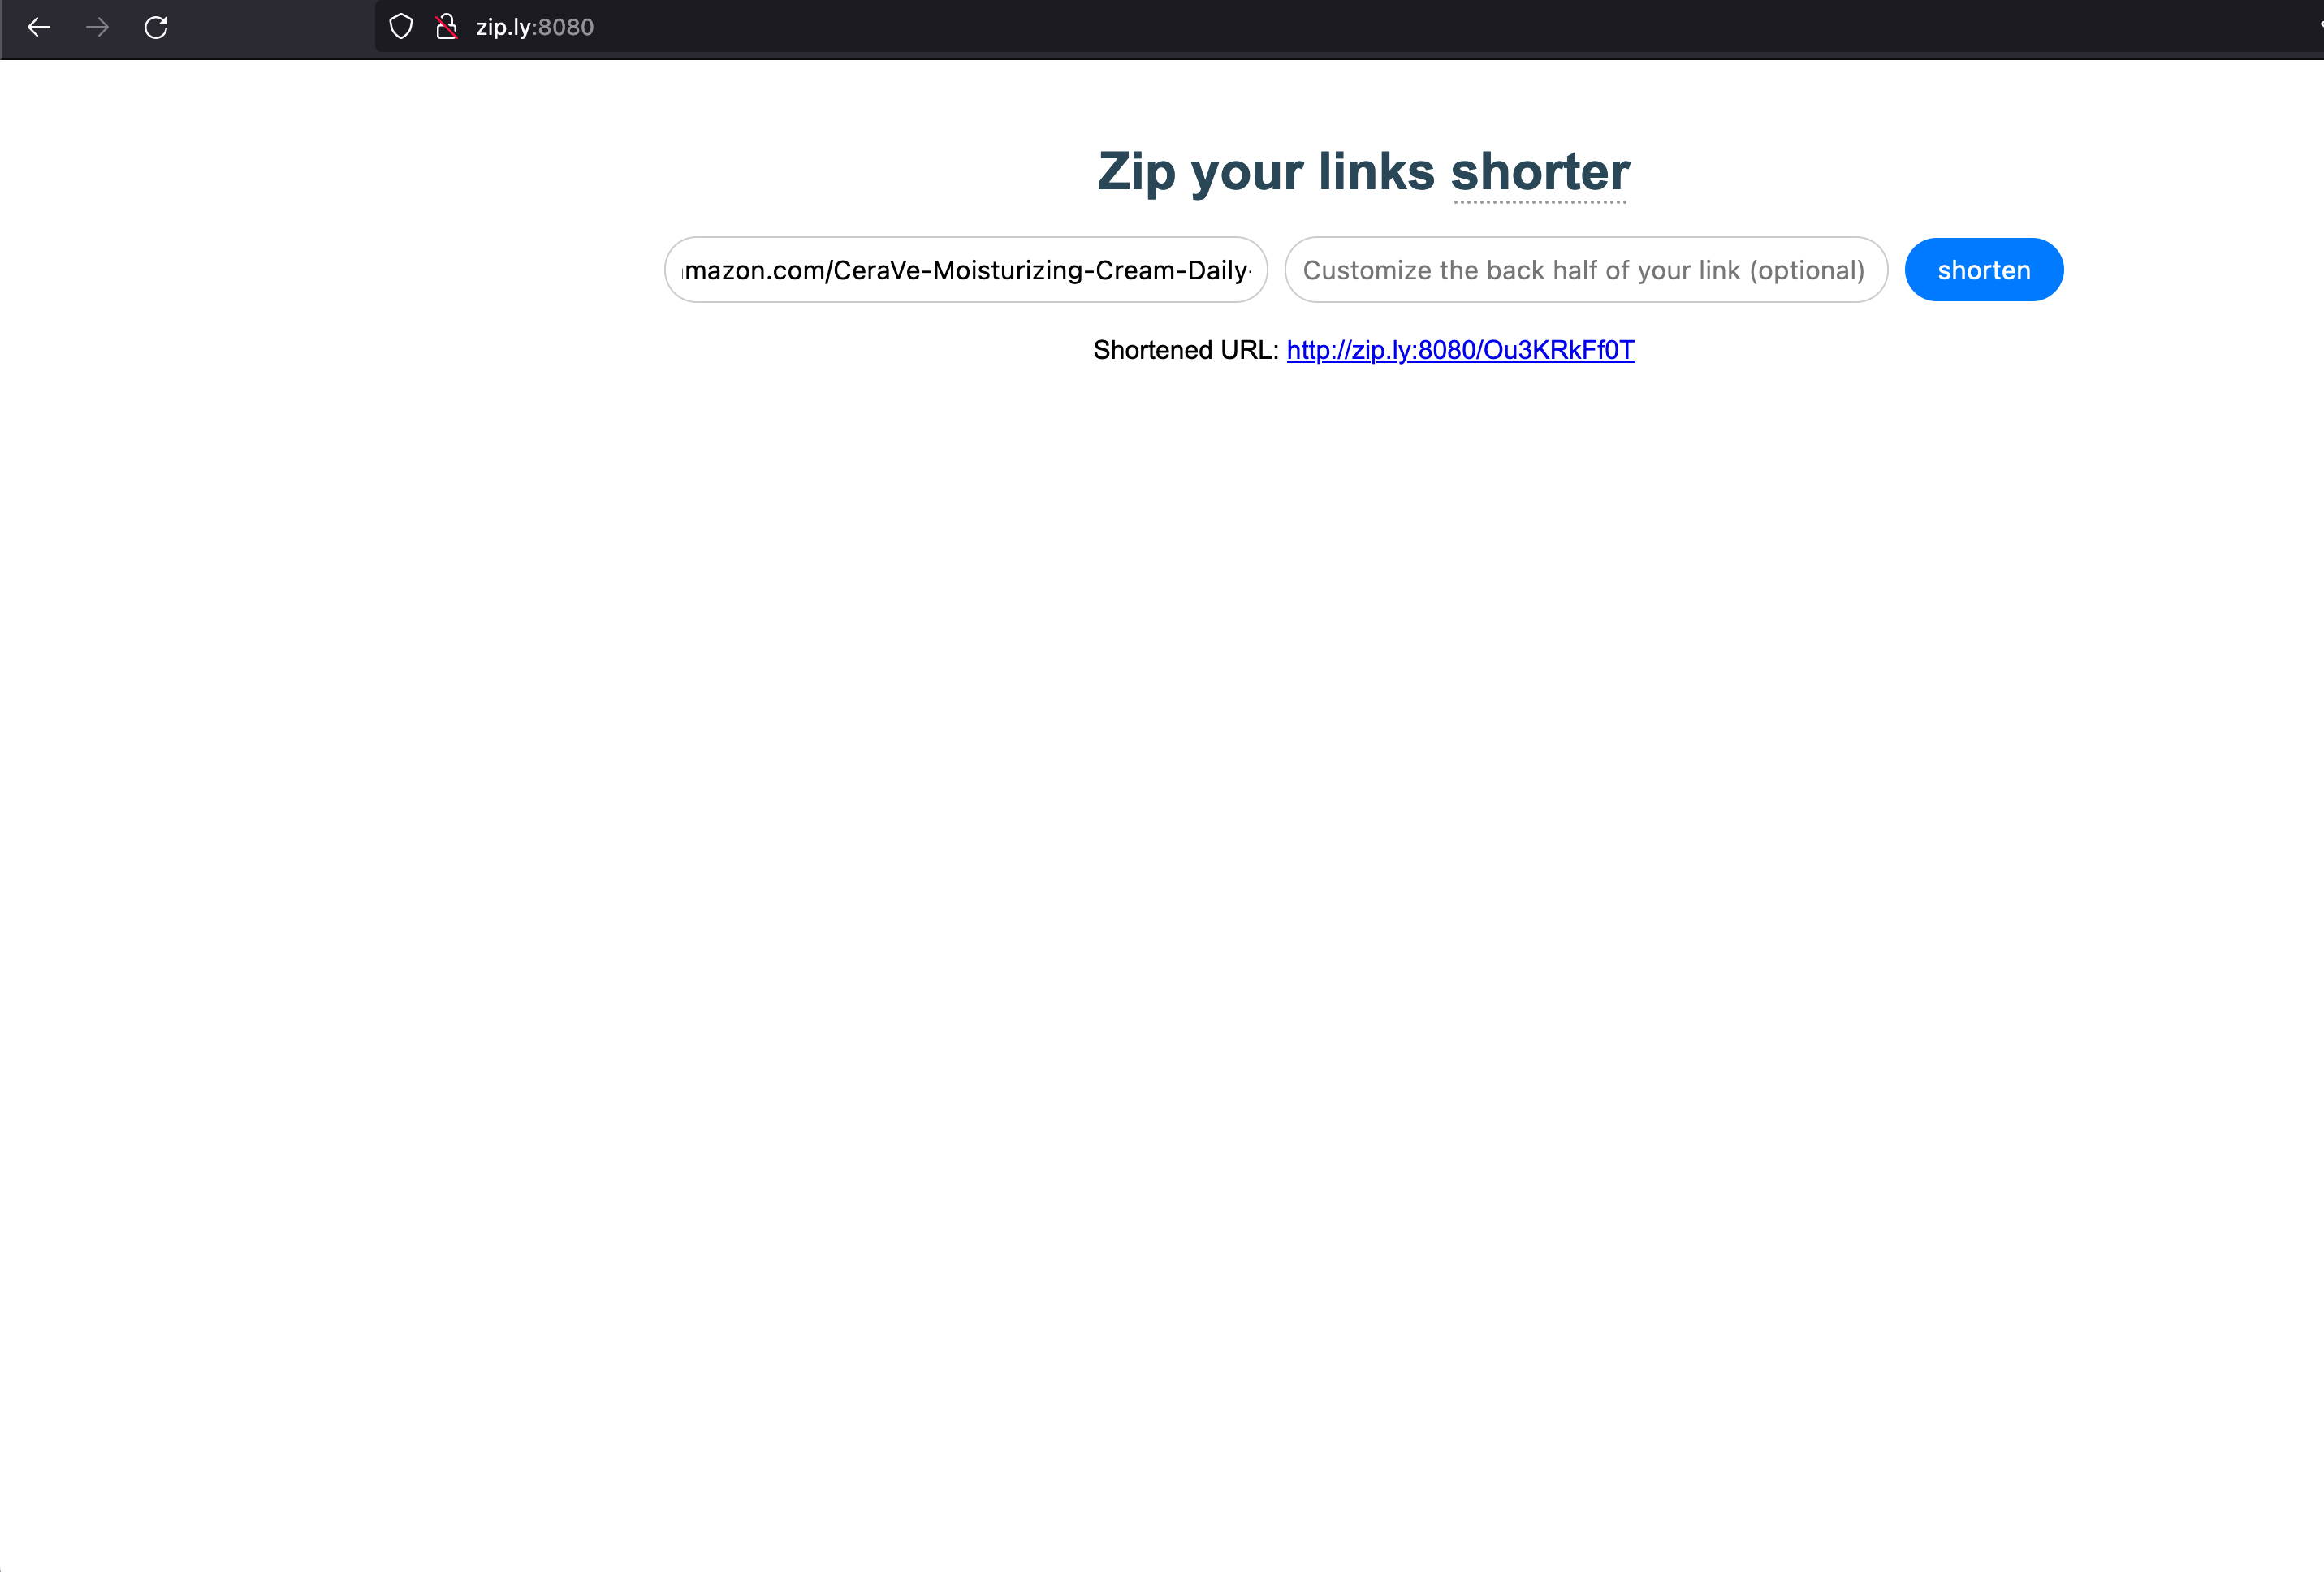 zip.ly:8080
Zip your links shorter
mazon.com/CeraVe-Moisturizing-Cream-Daily-
Customize the back half of your link (optional)
shorten
Shortened URL: http://zip.ly:8080/Ou3KRkFf0T